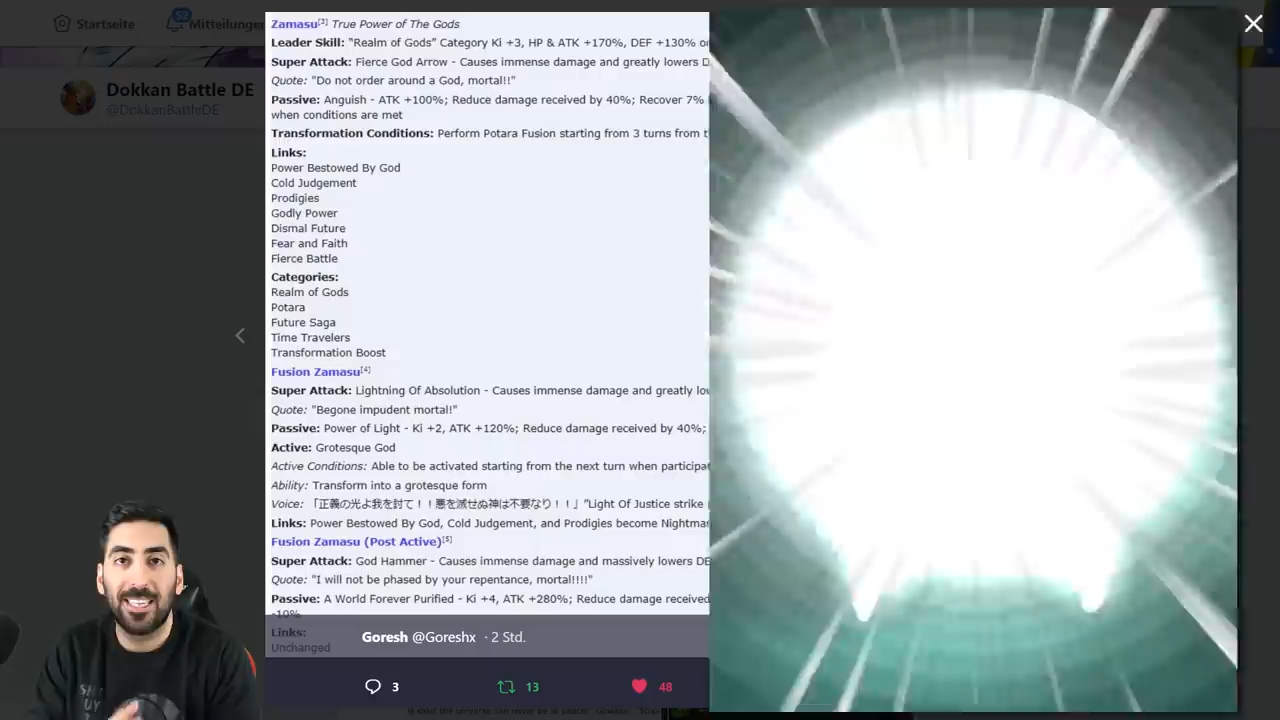 Startseite
52
Mitteilungen
Dokkan Battle DE
@DokkanBattleDE
Zamasu[3] True Power of The Gods
Leader Skill: "Realm of Gods" Category Ki +3, HP & ATK +170%, DEF +130% or
Super Attack: Fierce God Arrow - Causes immense damage and greatly lowers D
Quote: "Do not order around a God, mortal!!"
Passive: Anguish - ATK +100%; Reduce damage received by 40%; Recover 7%
when conditions are met
Transformation Conditions: Perform Potara Fusion starting from 3 turns from t
Links:
Power Bestowed By God
Cold Judgement
Prodigies
Godly Power
Dismal Future
Fear and Faith
Fierce Battle
Categories:
Realm of Gods
Potara
Future Saga
Time Travelers
Transformation Boost
Fusion Zamasu[4]
Super Attack: Lightning Of Absolution - Causes immense damage and greatly lo
Quote: "Begone impudent mortal!"
Passive: Power of Light - Ki +2, ATK +120%; Reduce damage received by 40%;
Active: Grotesque God
Active Conditions: Able to be activated starting from the next turn when participat
Ability: Transform into a grotesque form
Voice: 「正義の光よ我を討て！！悪を滅せぬ神は不要なり！！」"Light Of Justice strike
Links: Power Bestowed By God, Cold Judgement, and Prodigies become Nightmar
Fusion Zamasu (Post Active)[5]
Super Attack: God Hammer - Causes immense damage and massively lowers DE
Quote: "I will not be phased by your repentance, mortal!!!!"
Passive: A World Forever Purified - Ki +4, ATK +280%; Reduce damage received
-10%
Links:
Unchanged
Goresh @Goreshx · 2 Std.
3
13
48